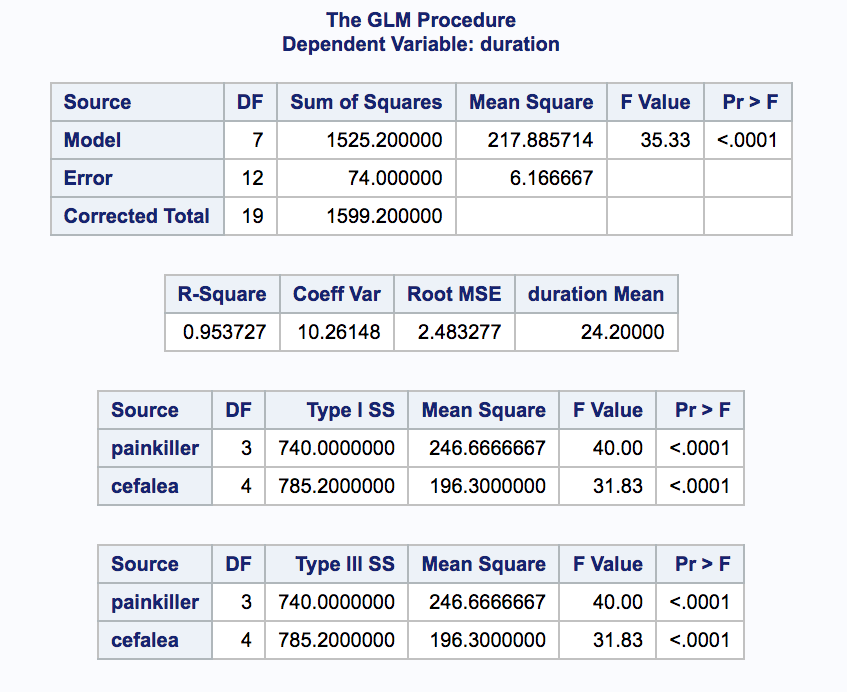 The GLM Procedure
Dependent Variable: duration
Source DF Sum of Squares Mean Square F Value Pr > F
Model 7 1525.200000 217.885714 35.33 <.0001
Error 12 74.000000 6.166667
Corrected Total 19 1599.200000
R-Square Coeff Var Root MSE duration Mean
0.953727 10.26148 2.483277 24.20000
Source DF Type I SS Mean Square F Value Pr > F
painkiller 3 740.0000000 246.6666667 40.00 <.0001
cefalea 4 785.2000000 196.3000000 31.83 <.0001
Source DF Type III SS Mean Square F Value Pr > F
painkiller 3 740.0000000 246.6666667 40.00 <.0001
cefalea 4 785.2000000 196.3000000 31.83 <.0001